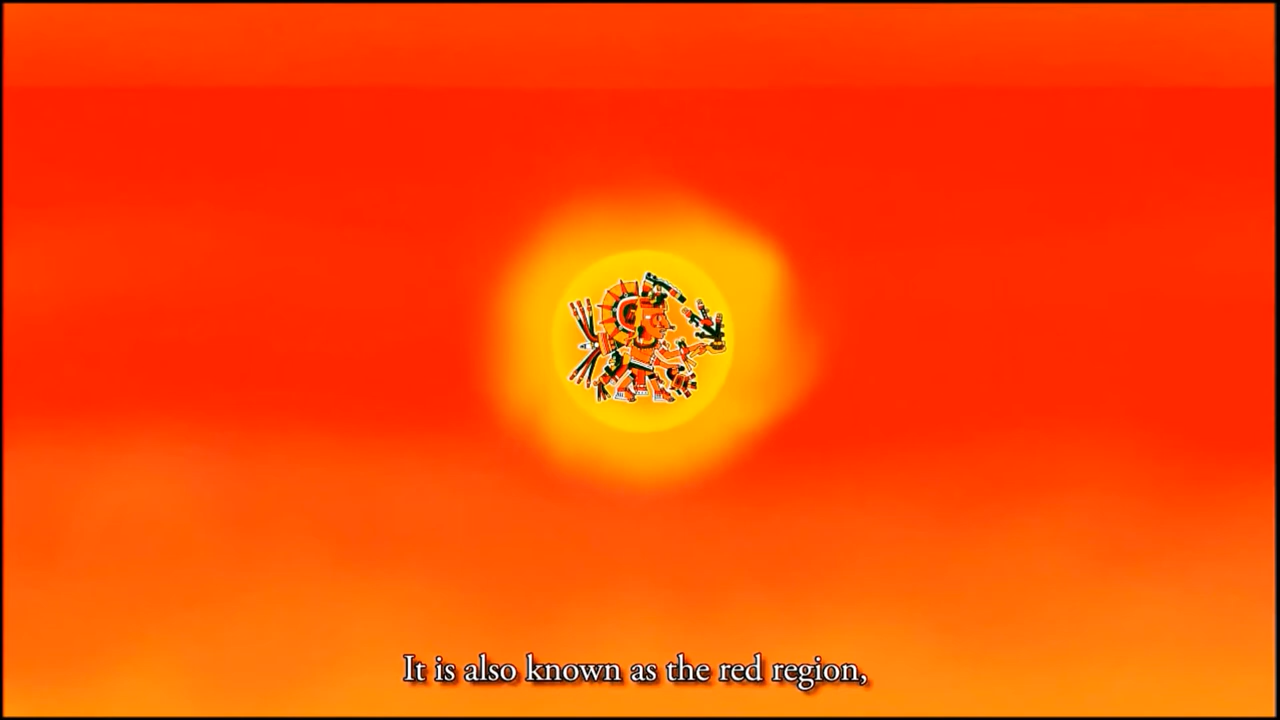 It is also known as the red region,